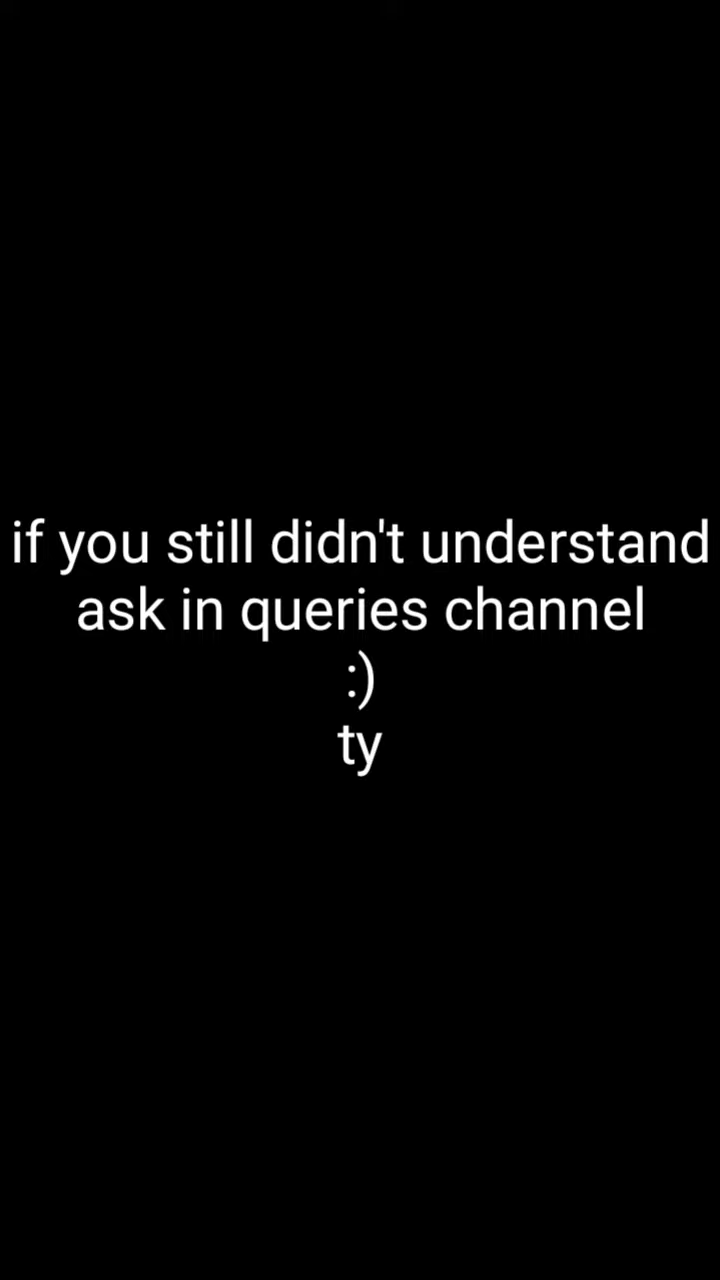 if you still didn't understand
ask in queries channel
:)
ty